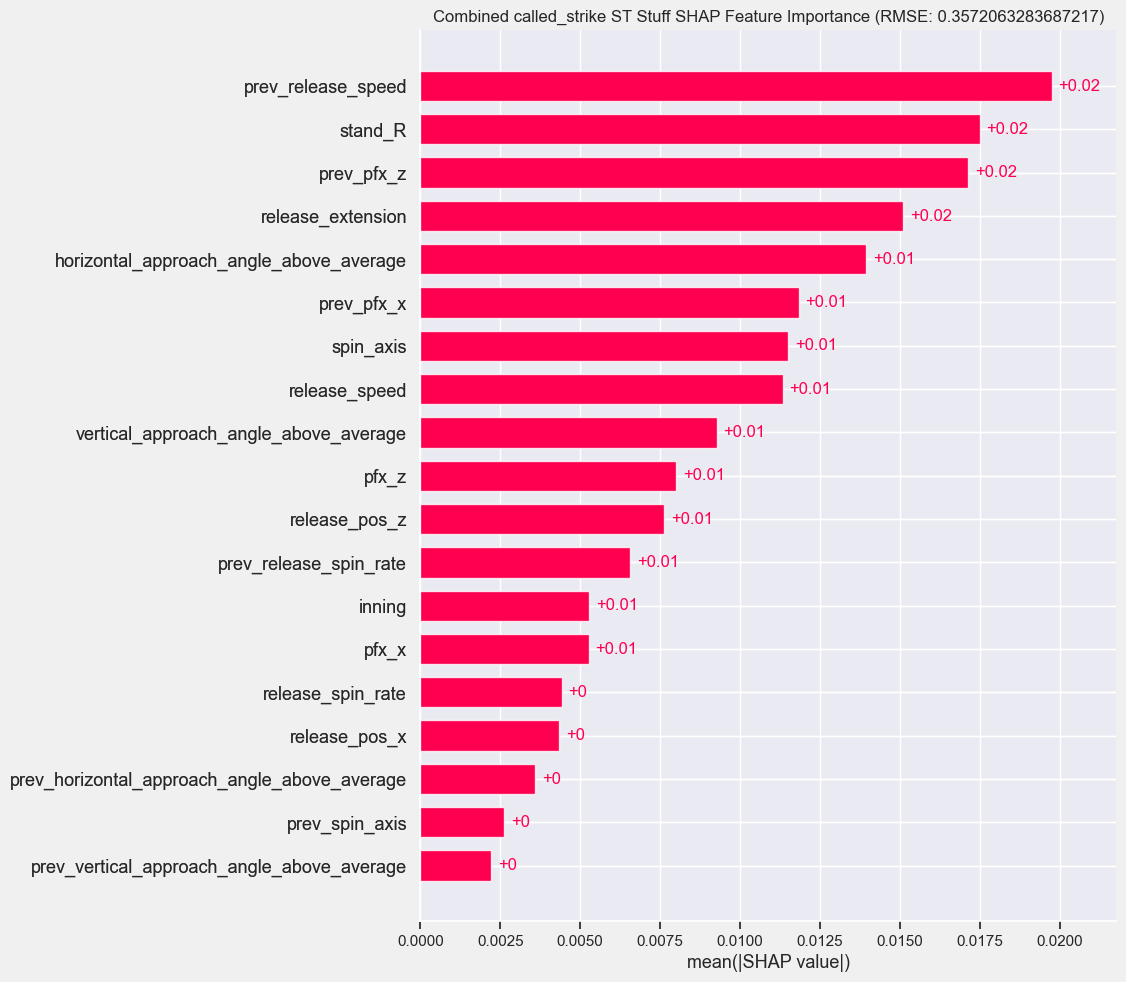 Combined called_strike ST Stuff SHAP Feature Importance (RMSE: 0.3572063283687217)
prev_release_speed +0.02
stand_R +0.02
prev_pfx_z +0.02
release_extension +0.02
horizontal_approach_angle_above_average +0.01
prev_pfx_x +0.01
spin_axis +0.01
release_speed +0.01
vertical_approach_angle_above_average +0.01
pfx_z +0.01
release_pos_z +0.01
prev_release_spin_rate +0.01
inning +0.01
pfx_x +0.01
release_spin_rate +0
release_pos_x +0
prev_horizontal_approach_angle_above_average +0
prev_spin_axis +0
prev_vertical_approach_angle_above_average +0
0.0000 0.0025 0.0050 0.0075 0.0100 0.0125 0.0150 0.0175 0.0200
mean(|SHAP value|)